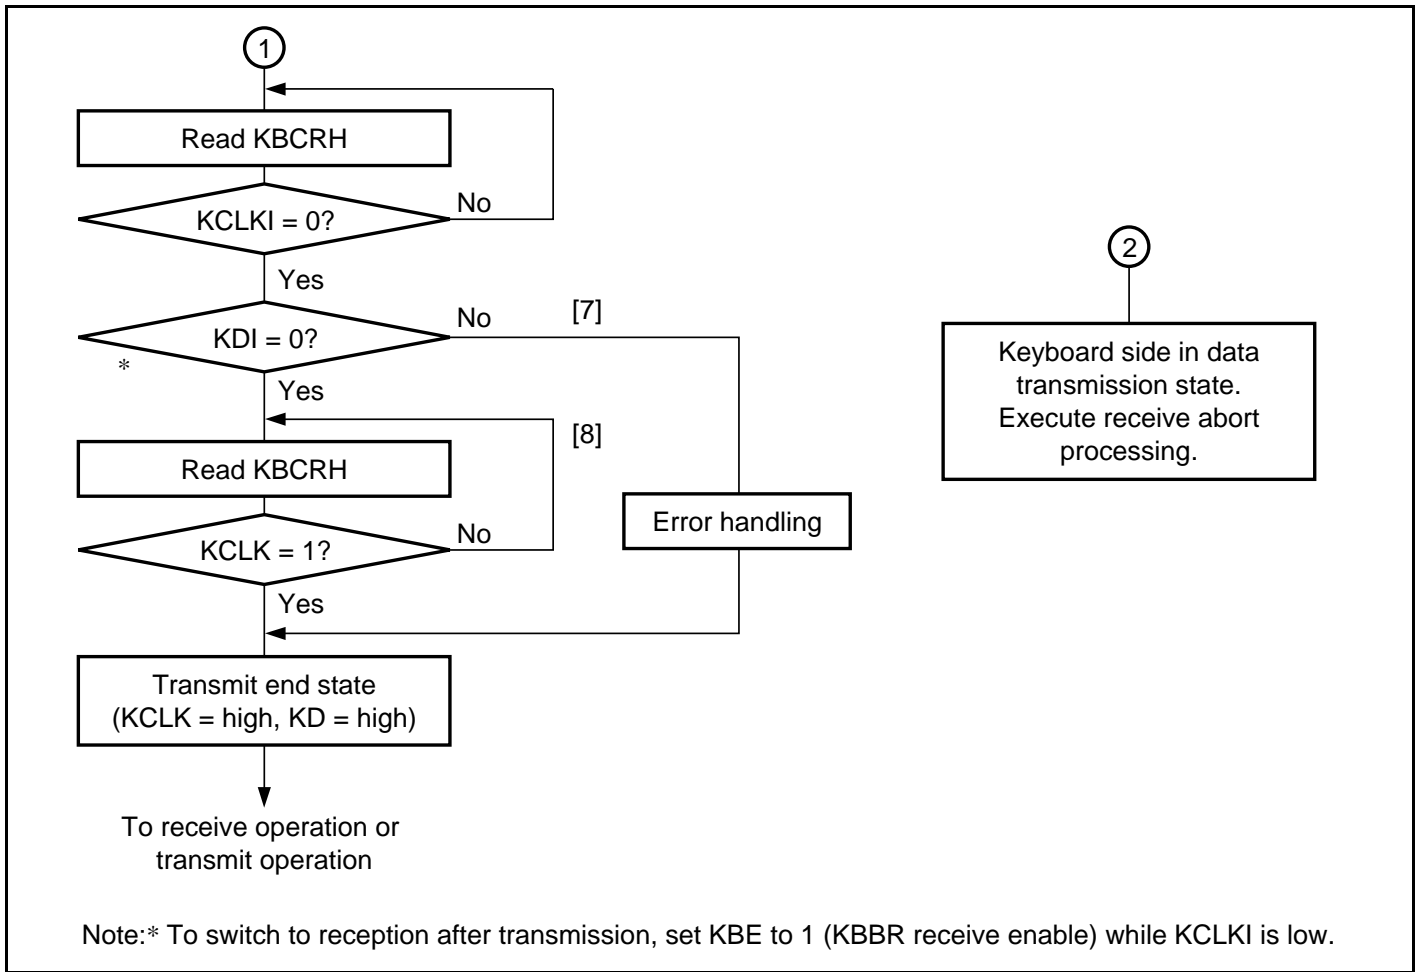 1
Read KBCRH
KCLKI = 0?
No
Yes
KDI = 0?
No
[7]
*
Yes
[8]
Read KBCRH
KCLK = 1?
No
Yes
Error handling
Transmit end state
(KCLK = high, KD = high)
To receive operation or
transmit operation
2
Keyboard side in data
transmission state.
Execute receive abort
processing.
Note:* To switch to reception after transmission, set KBE to 1 (KBBR receive enable) while KCLKI is low.